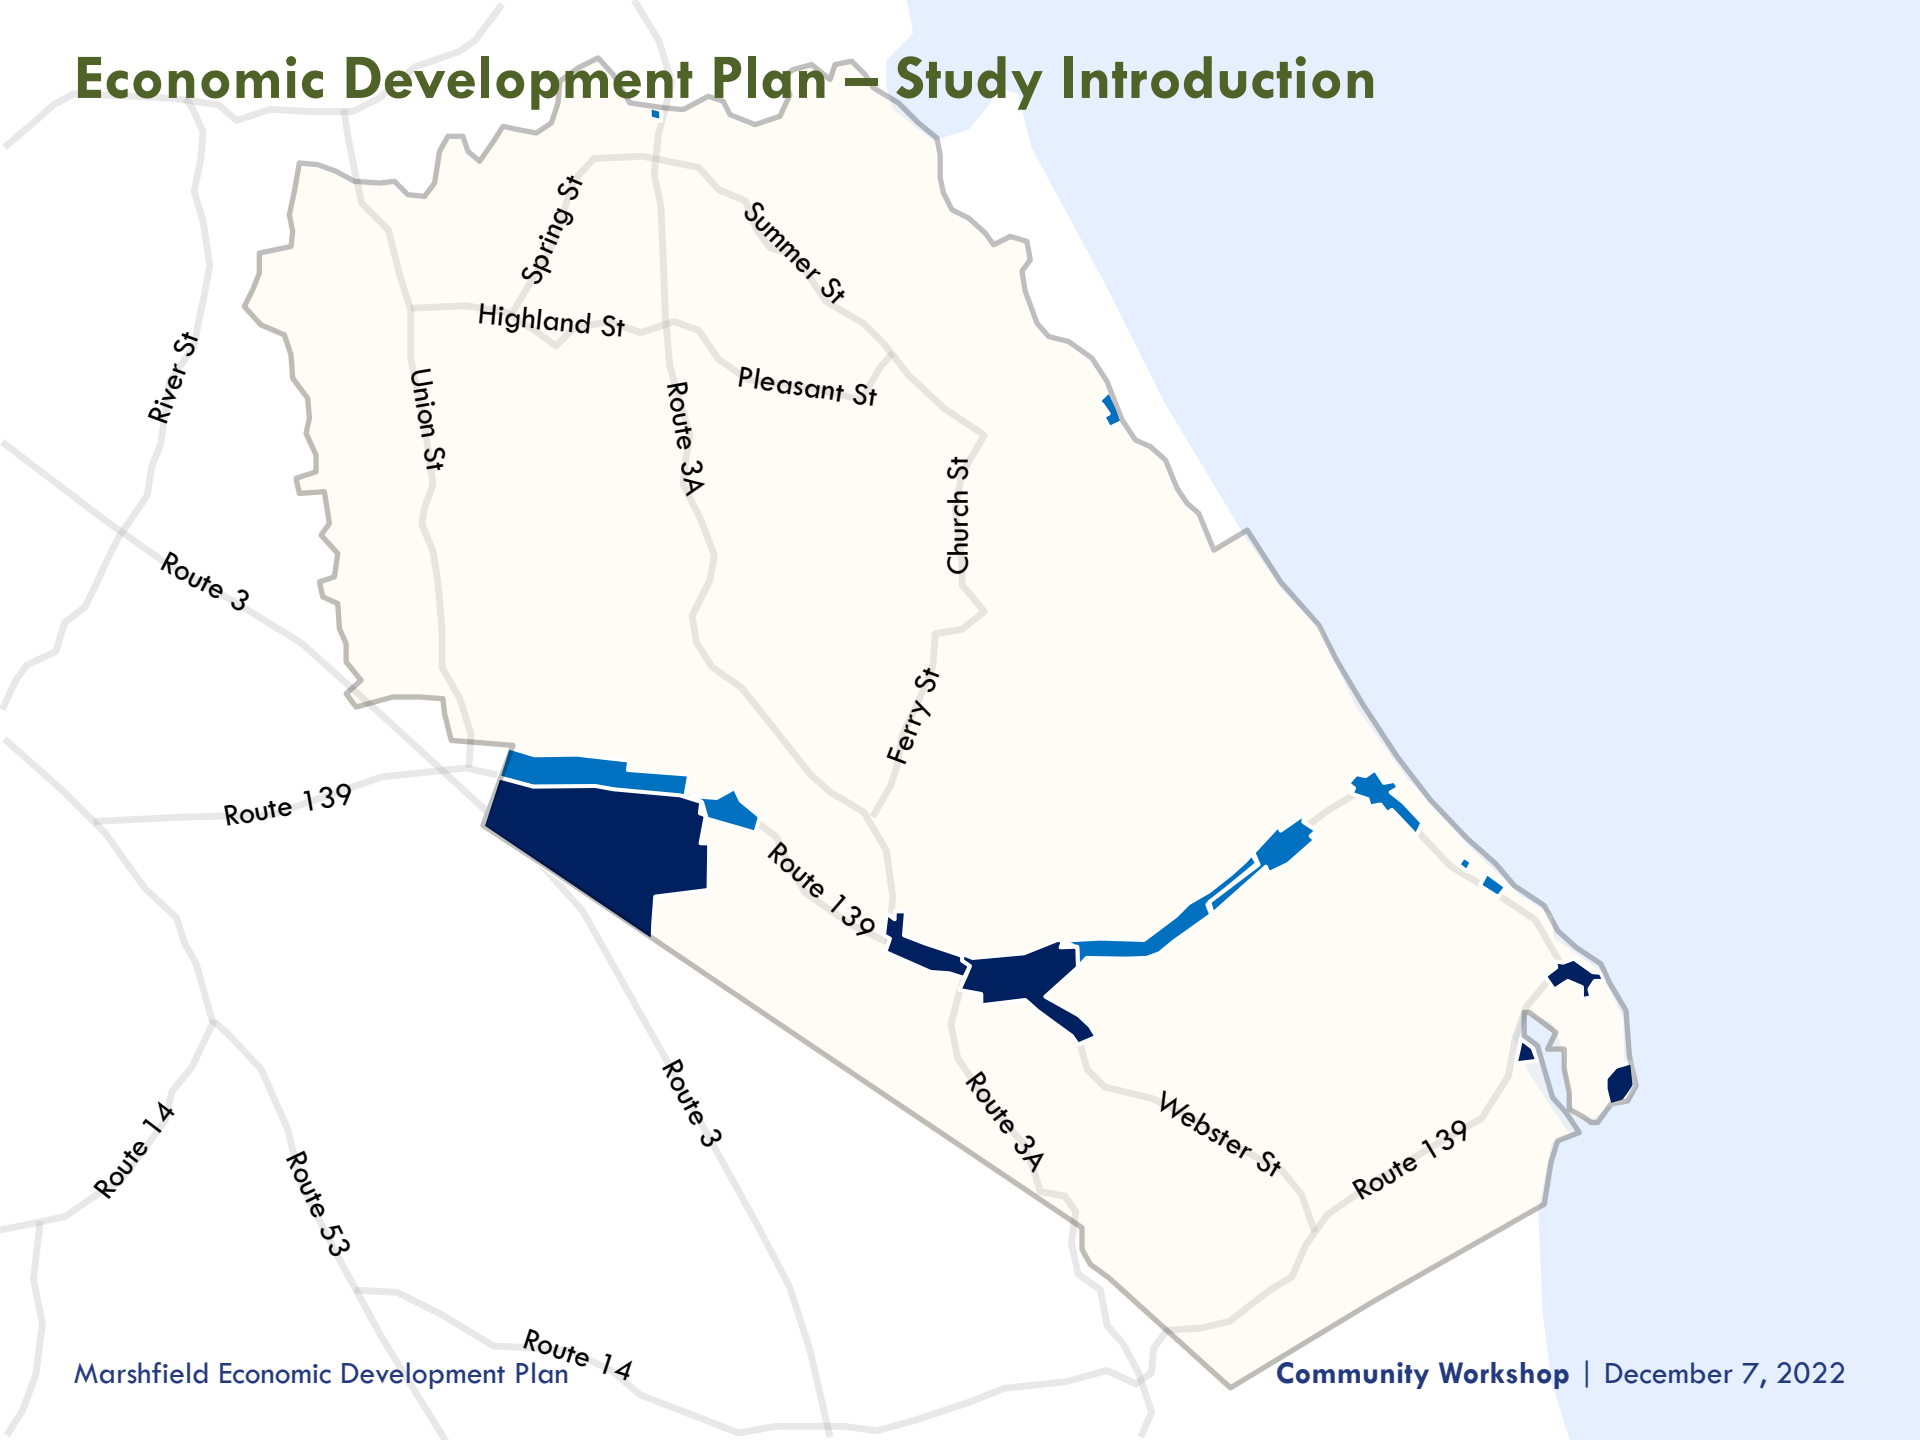 Economic Development Plan – Study Introduction
Spring St
Summer St
Highland St
River St
Union St
Route 3A
Pleasant St
Church St
Route 3
Ferry St
Route 139
Route 139
Route 3
Route 3A
Webster St
Route 139
Route 14
Route 53
Route 14
Marshfield Economic Development Plan
Community Workshop | December 7, 2022